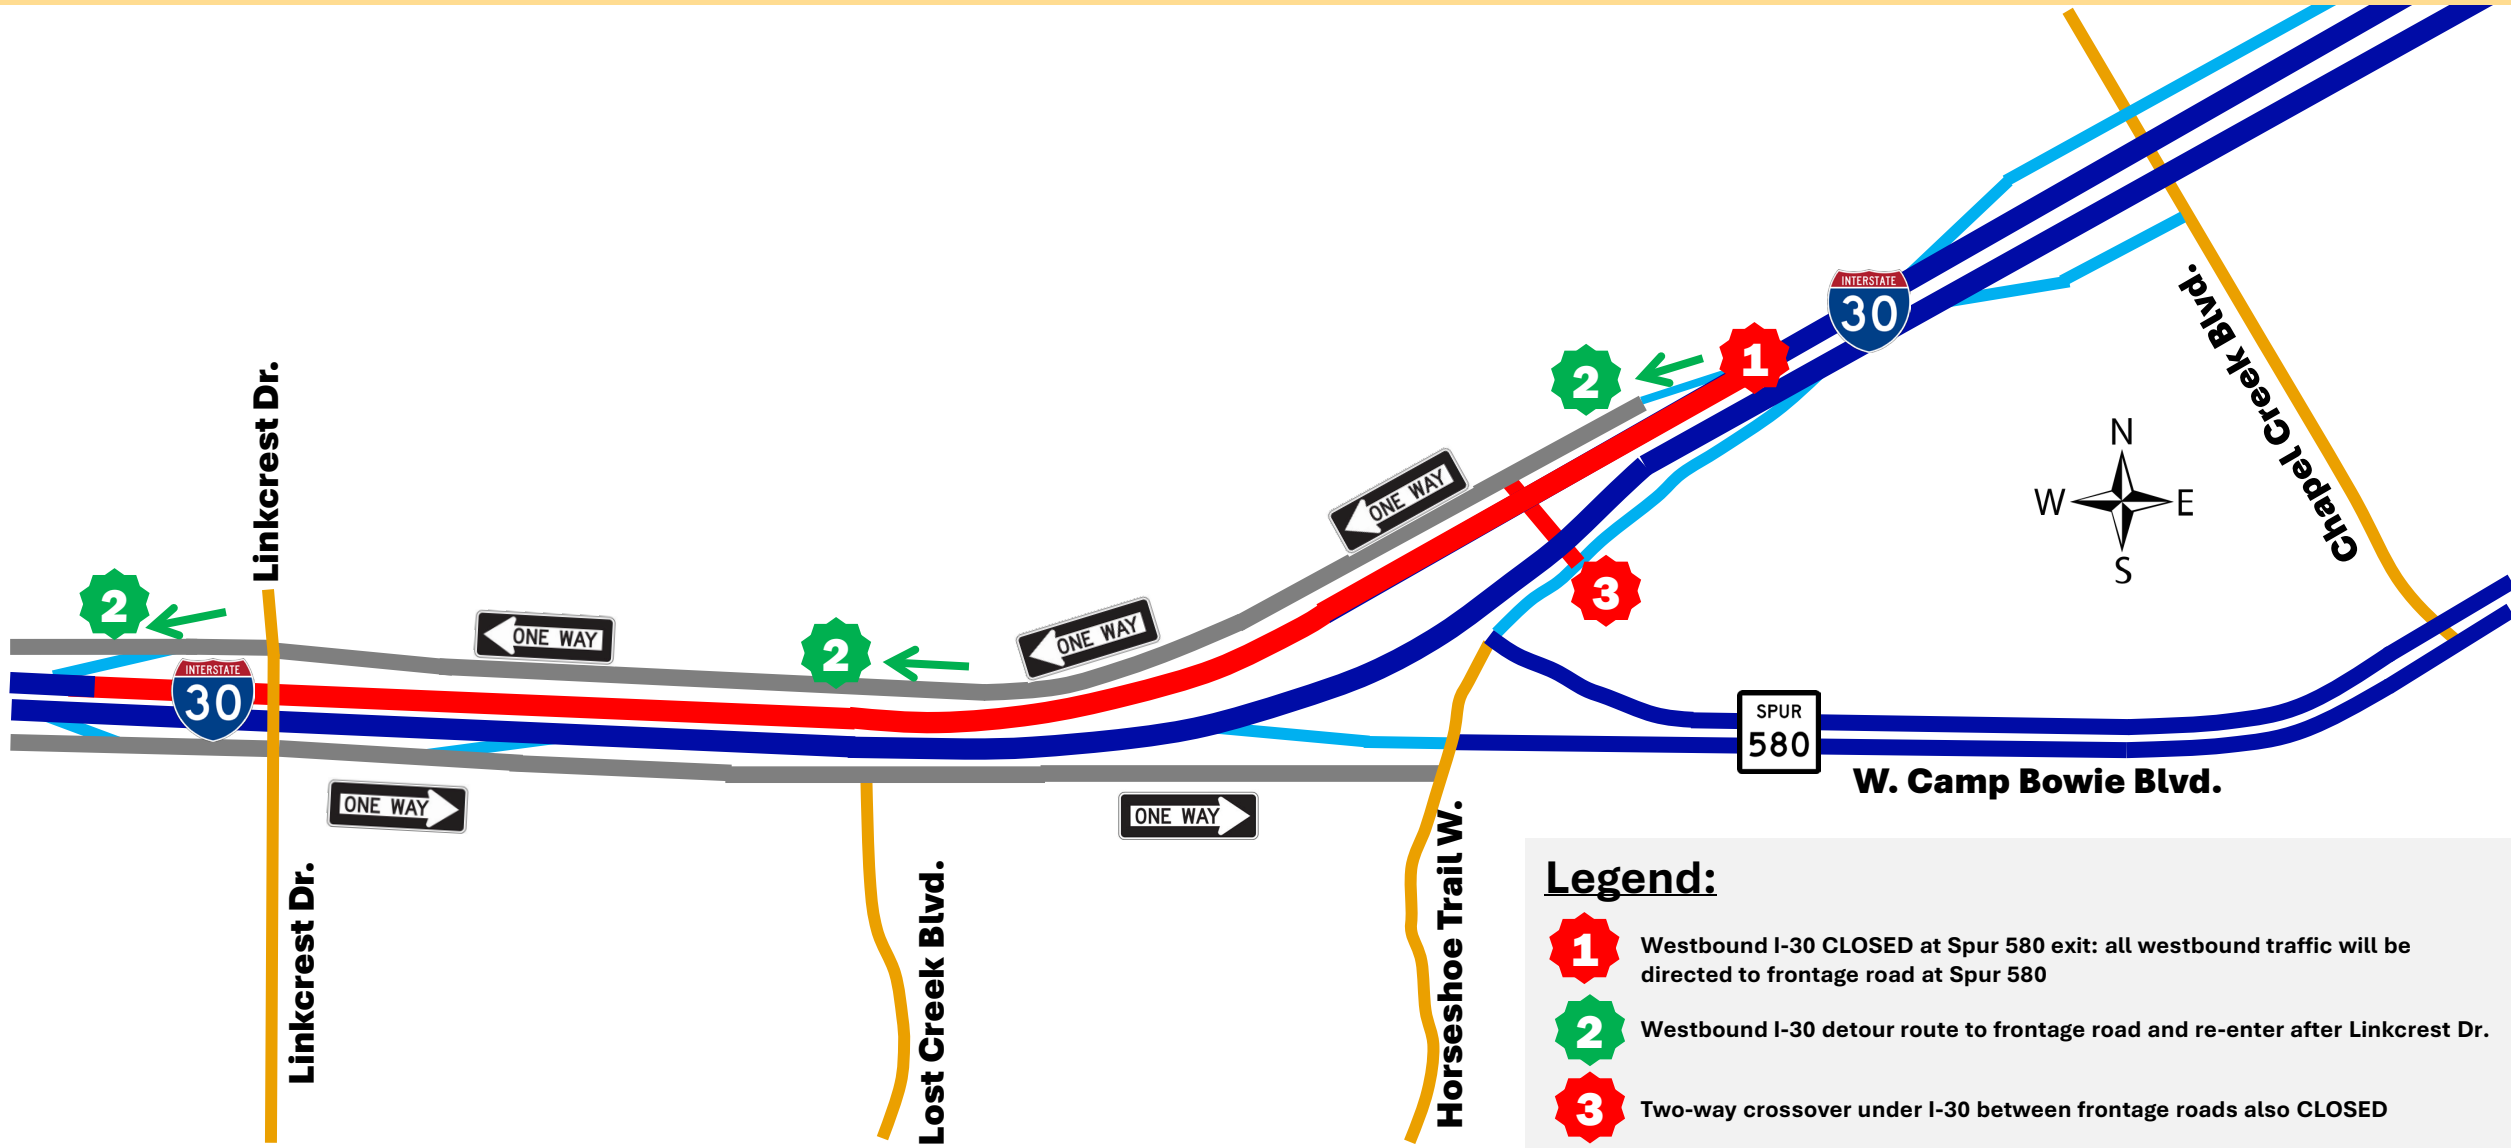 Chapel Creek Blvd.
INTERSTATE
30
1
2
Linkcrest Dr.
ONE WAY
N
W
E
S
3
2
ONE WAY
ONE WAY
2
INTERSTATE
30
SPUR
580
W. Camp Bowie Blvd.
ONE WAY
ONE WAY
Linkcrest Dr.
Lost Creek Blvd.
Horseshoe Trail W.
Legend:
1
Westbound I-30 CLOSED at Spur 580 exit: all westbound traffic will be
directed to frontage road at Spur 580
2
Westbound I-30 detour route to frontage road and re-enter after Linkcrest Dr.
3
Two-way crossover under I-30 between frontage roads also CLOSED